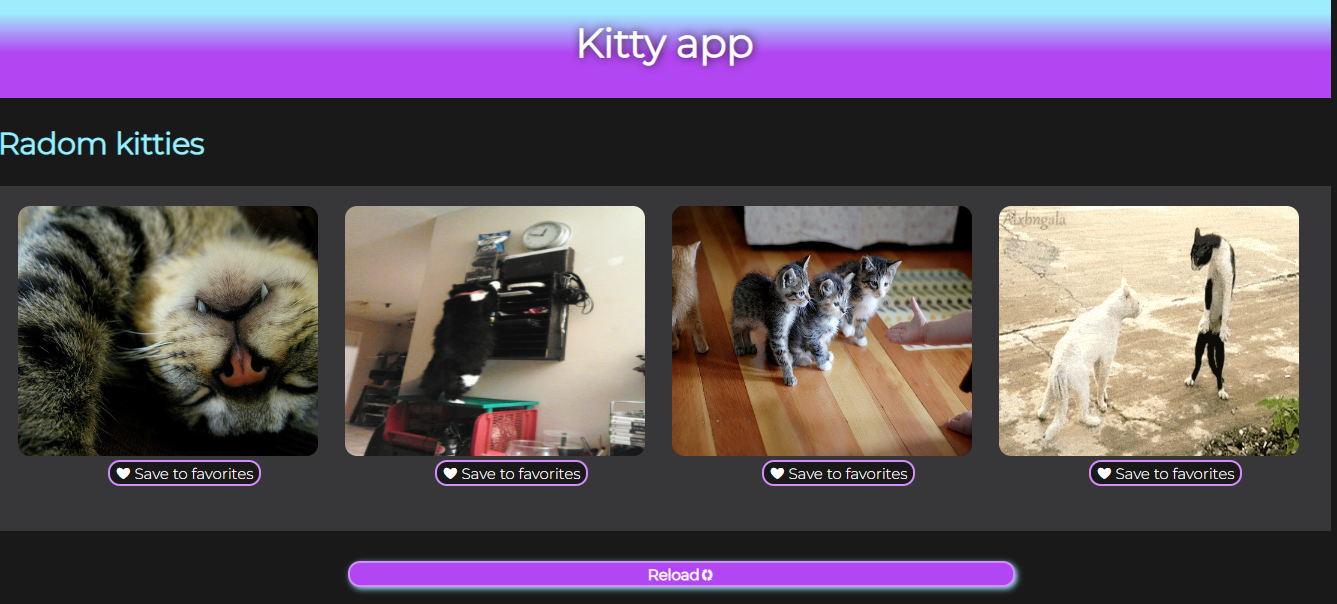 Kitty app
Radom kitties
Alxbngala
Save to favorites
Save to favorites
Save to favorites
Save to favorites
Reload